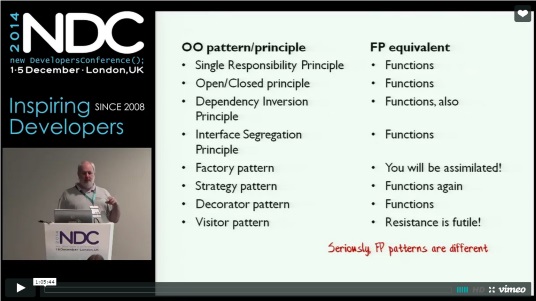 2014
NDC
new DevelopersConference();
1-5 December · London, UK
Inspiring SINCE 2008
Developers
NDC
OO pattern/principle
FP equivalent
• Single Responsibility Principle
• Functions
• Open/Closed principle
• Functions
• Dependency Inversion
Principle
• Functions, also
• Interface Segregation
Principle
• Functions
• Factory pattern
• You will be assimilated!
• Strategy pattern
• Functions again
• Decorator pattern
• Functions
• Visitor pattern
• Resistance is futile!
Seriously, FP patterns are different
1:05:44
HD
vimeo